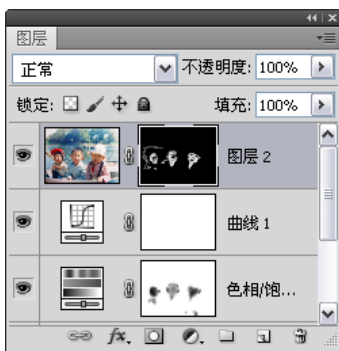 图层
正常 不透明度: 100%
锁定: 填充: 100%
图层 2
曲线 1
色相/饱...
fx.